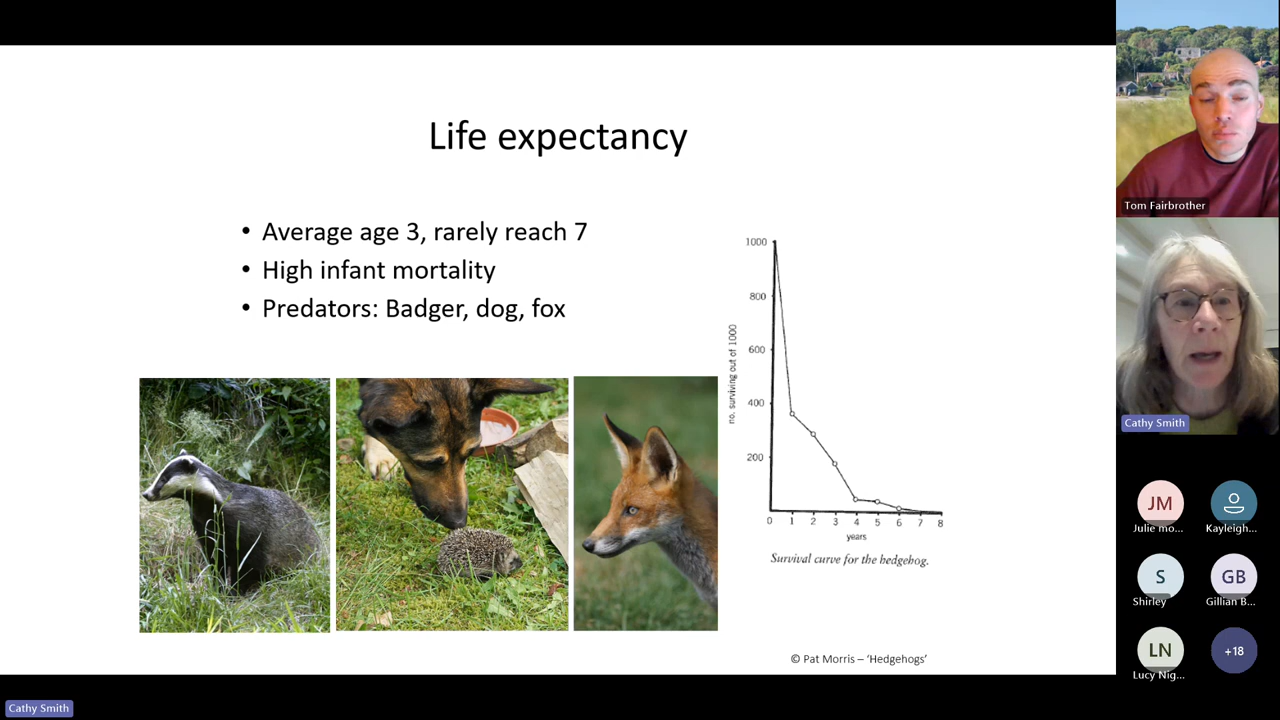 Life expectancy
• Average age 3, rarely reach 7
• High infant mortality
• Predators: Badger, dog, fox
1000
800
600
400
200
no. surviving out of 1000
0 1 2 3 4 5 6 7 8
years
Survival curve for the hedgehog.
© Pat Morris – ‘Hedgehogs’
Tom Fairbrother
Cathy Smith
JM
Julie mo...
Kayleigh...
S
Shirley
GB
Gillian B...
LN
Lucy Nig...
+18
Cathy Smith